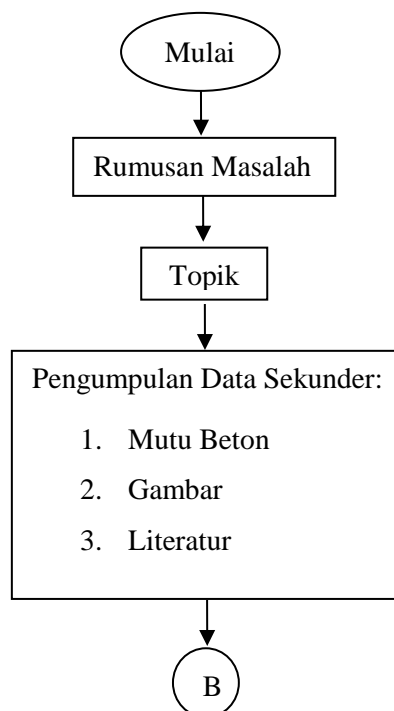 Mulai
Rumusan Masalah
Topik
Pengumpulan Data Sekunder:
1. Mutu Beton
2. Gambar
3. Literatur
B